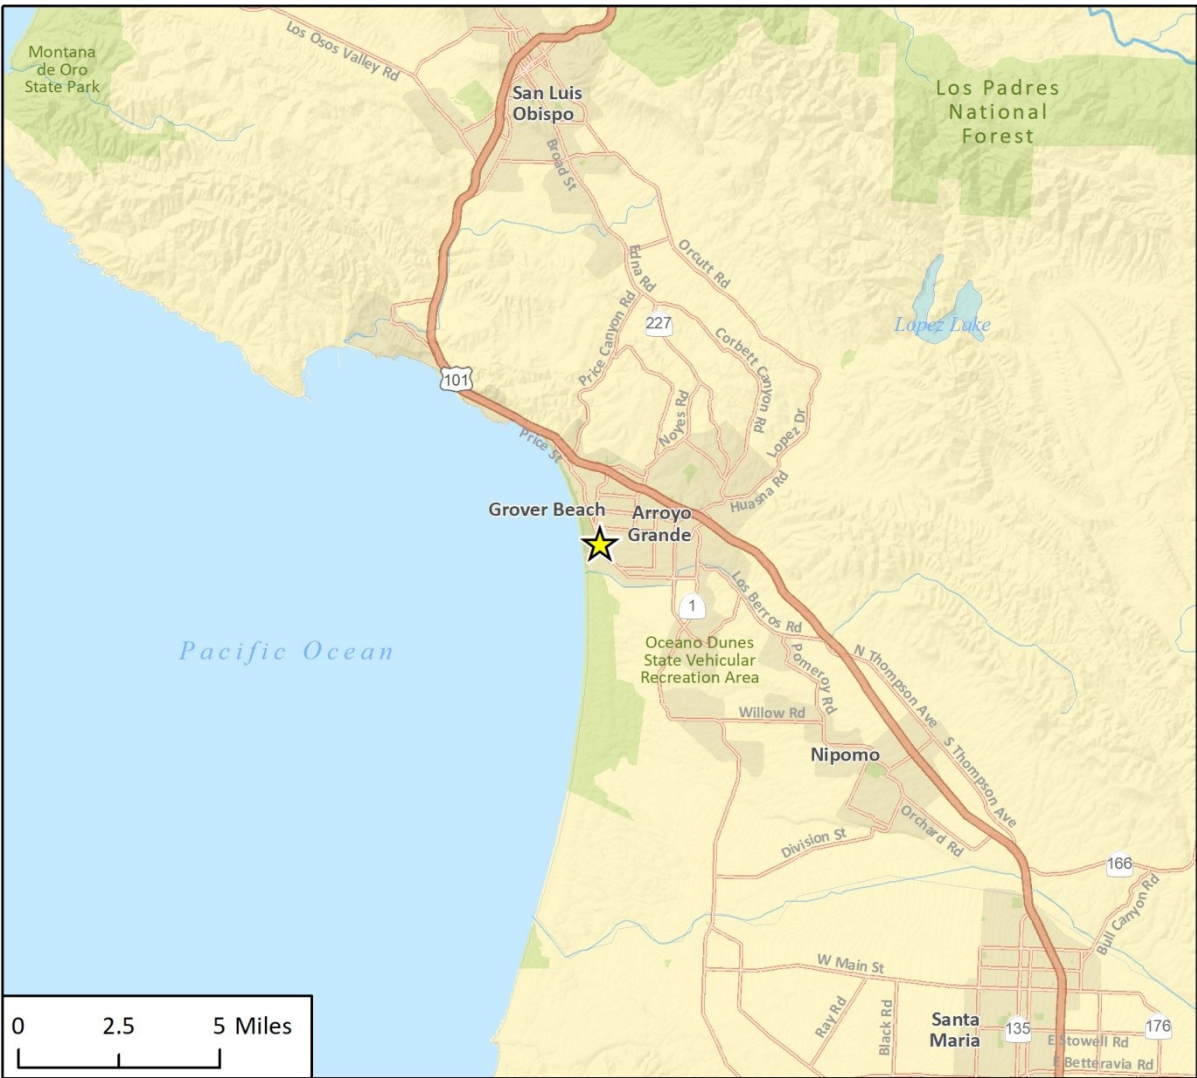 Los Osos Valley Rd
Montana
de Oro
State Park
San Luis
Obispo
Los Padres
National
Forest
Broad St
Orcutt Rd
Edna Rd
Price Canyon Rd
227
Lopez Lake
Corbett Canyon Rd
101
Noyes Rd
Lopez Dr
Price St
Huasna Rd
Grover Beach
Arroyo
Grande
Los Berros Rd
1
Oceano Dunes
State Vehicular
Recreation Area
Pacific Ocean
Pomeroy Rd
N Thompson Ave
Willow Rd
Nipomo
S Thompson Ave
Orchard Rd
Division St
166
Bull Canyon Rd
W Main St
Ray Rd
Black Rd
Santa
Maria
135
176
E Stowell Rd
E Betteravia Rd
0 2.5 5 Miles